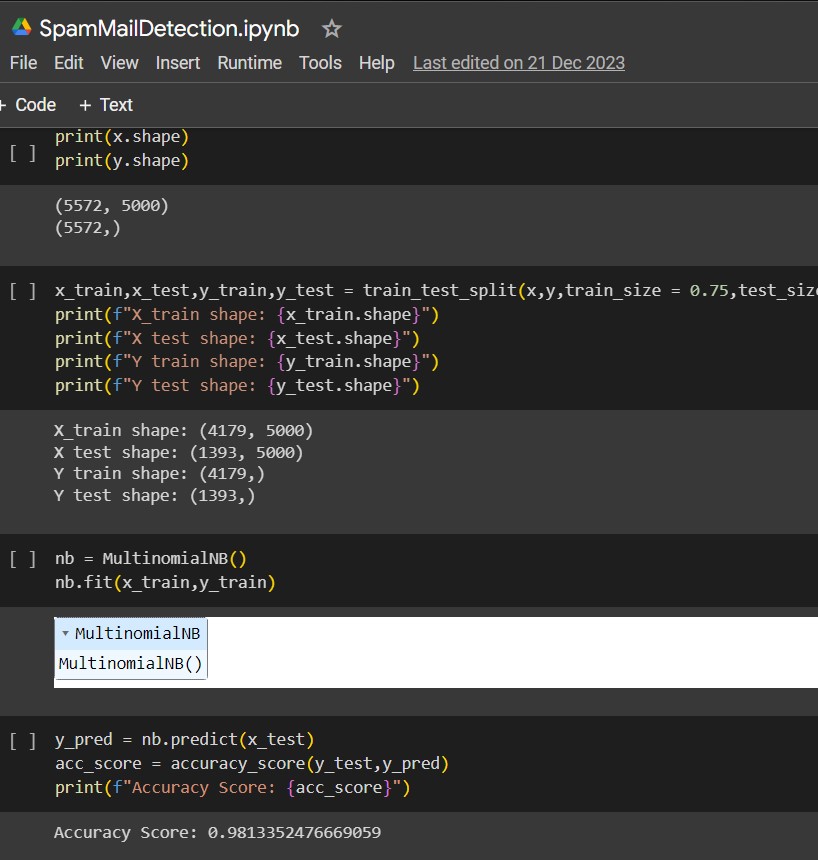 SpamMailDetection.ipynb
File Edit View Insert Runtime Tools Help Last edited on 21 Dec 2023
+ Code + Text
[ ] print(x.shape)
print(y.shape)
(5572, 5000)
(5572,)
[ ] x_train,x_test,y_train,y_test = train_test_split(x,y,train_size = 0.75,test_size
print(f"X_train shape: {x_train.shape}")
print(f"X test shape: {x_test.shape}")
print(f"Y train shape: {y_train.shape}")
print(f"Y test shape: {y_test.shape}")
X_train shape: (4179, 5000)
X test shape: (1393, 5000)
Y train shape: (4179,)
Y test shape: (1393,)
[ ] nb = MultinomialNB()
nb.fit(x_train,y_train)
▾ MultinomialNB
MultinomialNB()
[ ] y_pred = nb.predict(x_test)
acc_score = accuracy_score(y_test,y_pred)
print(f"Accuracy Score: {acc_score}")
Accuracy Score: 0.9813352476669059